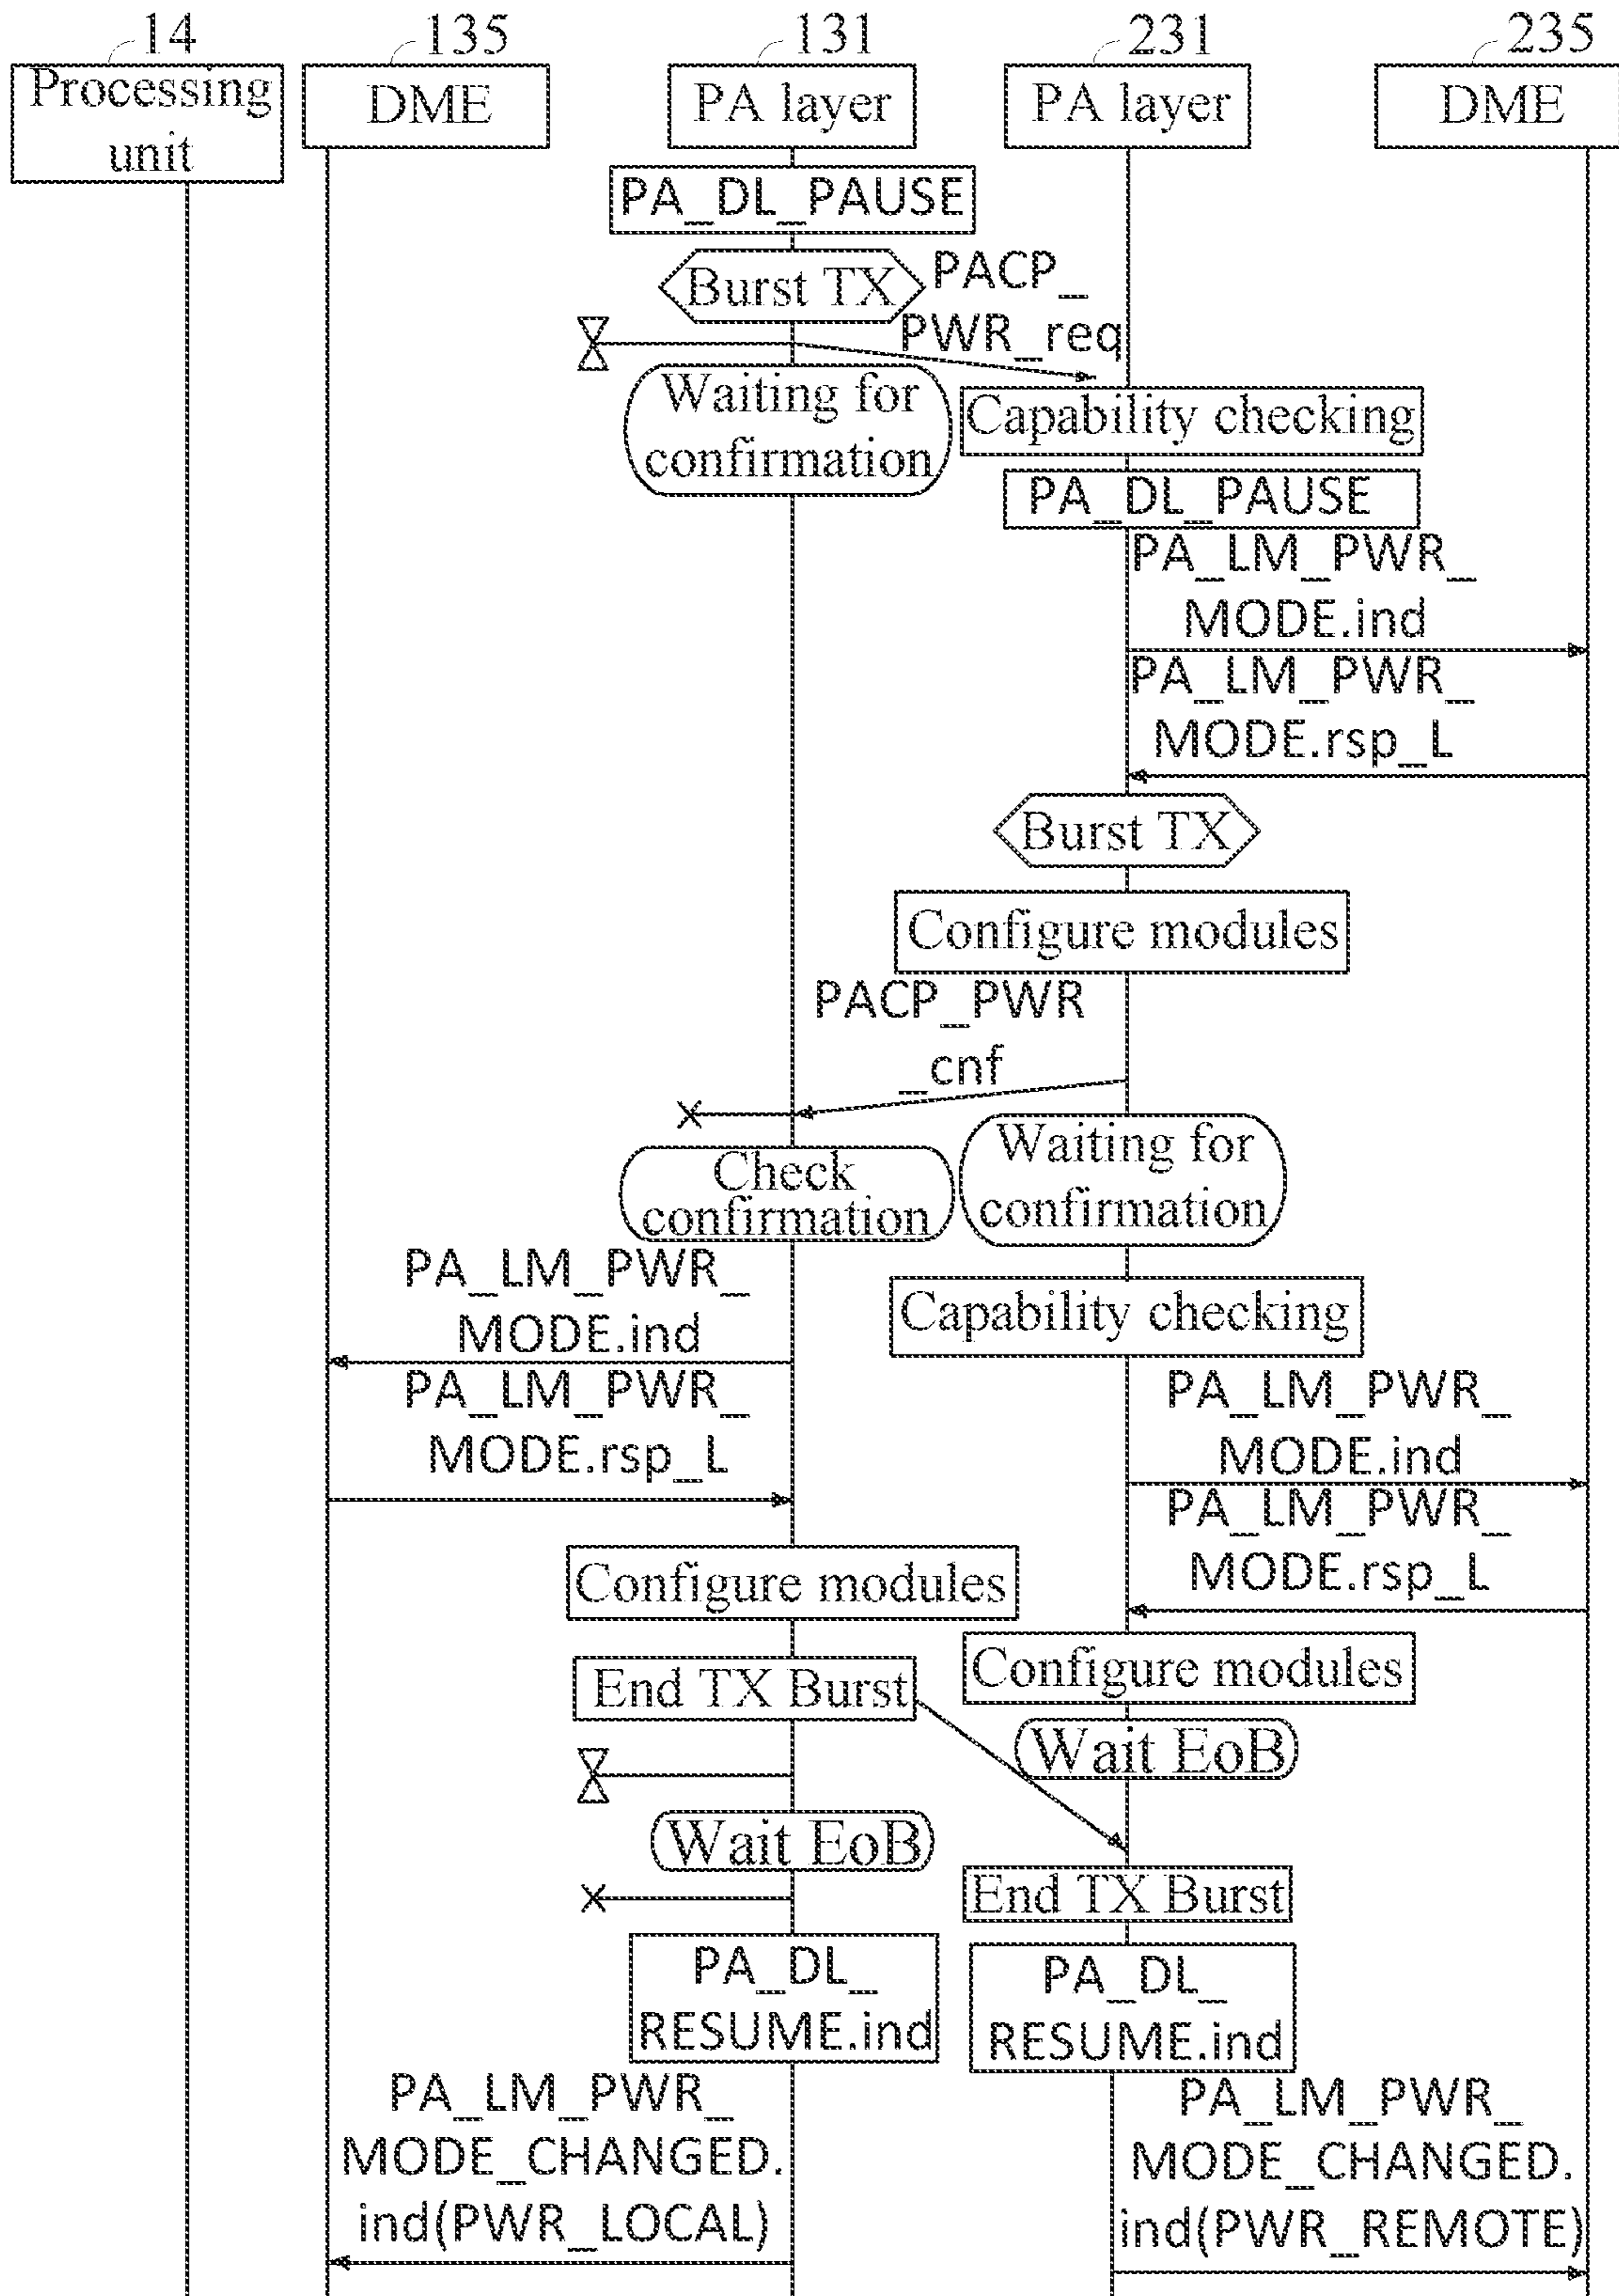 14
135
131
231
235
Processing
unit
DME
PA layer
PA layer
DME
PA_DL_PAUSE
Burst TX
PACP_
PWR_req
Waiting for
confirmation
Capability checking
PA_DL_PAUSE
PA_LM_PWR_
MODE.ind
PA_LM_PWR_
MODE.rsp_L
Burst TX
Configure modules
PACP_PWR
_cnf
Check
confirmation
Waiting for
confirmation
PA_LM_PWR_
MODE.ind
Capability checking
PA_LM_PWR_
MODE.rsp_L
PA_LM_PWR_
MODE.ind
PA_LM_PWR_
MODE.rsp_L
Configure modules
Configure modules
End TX Burst
Wait EoB
Wait EoB
End TX Burst
PA_DL_
RESUME.ind
PA_DL_
RESUME.ind
PA_LM_PWR_
MODE_CHANGED.
ind(PWR_LOCAL)
PA_LM_PWR_
MODE_CHANGED.
ind(PWR_REMOTE)